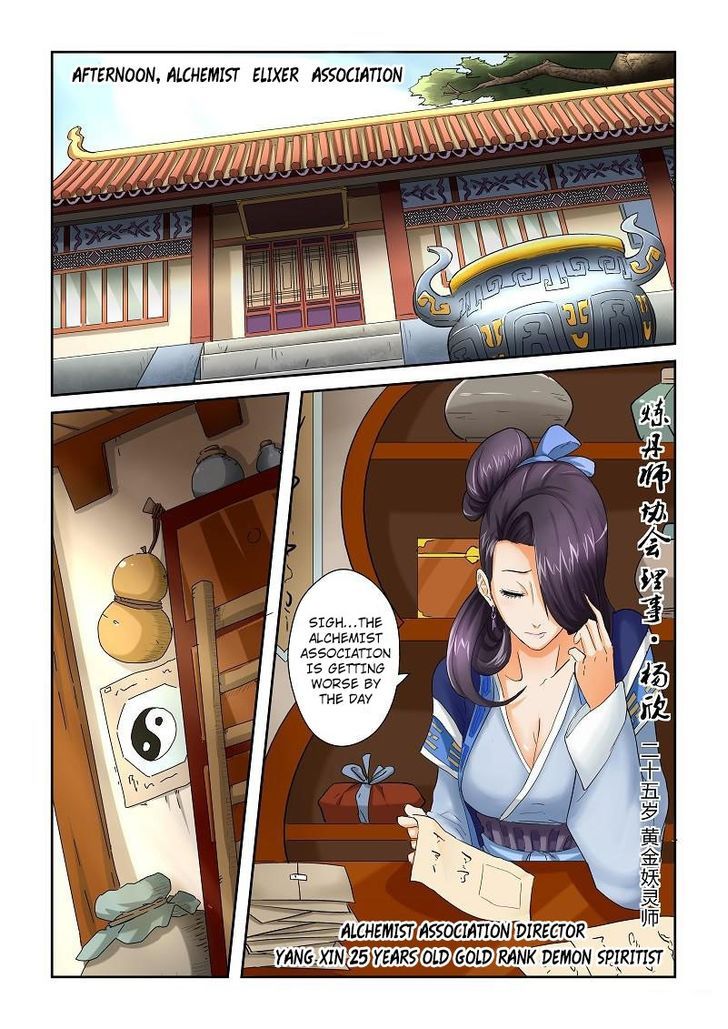 AFTERNOON, ALCHEMIST ELIXER ASSOCIATION
SIGH...THE
ALCHEMIST
ASSOCIATION
IS GETTING
WORSE BY
THE DAY
炼丹师协会理事·杨欣
二十五岁 黄金妖灵师
ALCHEMIST ASSOCIATION DIRECTOR
YANG XIN 25 YEARS OLD GOLD RANK DEMON SPIRITIST